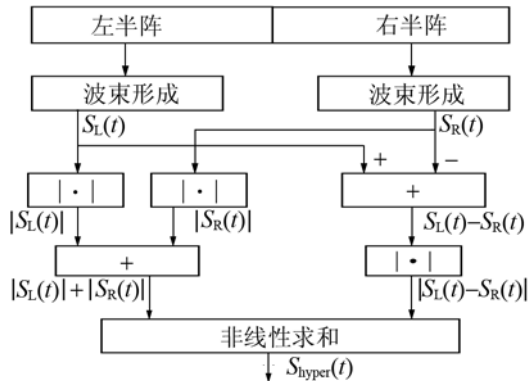 左半阵 右半阵
波束形成 波束形成
S_L(t) S_R(t)
+ −
|·| |·| +
|S_L(t)| |S_R(t)| S_L(t)−S_R(t)
+ |•|
|S_L(t)|+|S_R(t)| |S_L(t)−S_R(t)|
非线性求和
S_hyper(t)